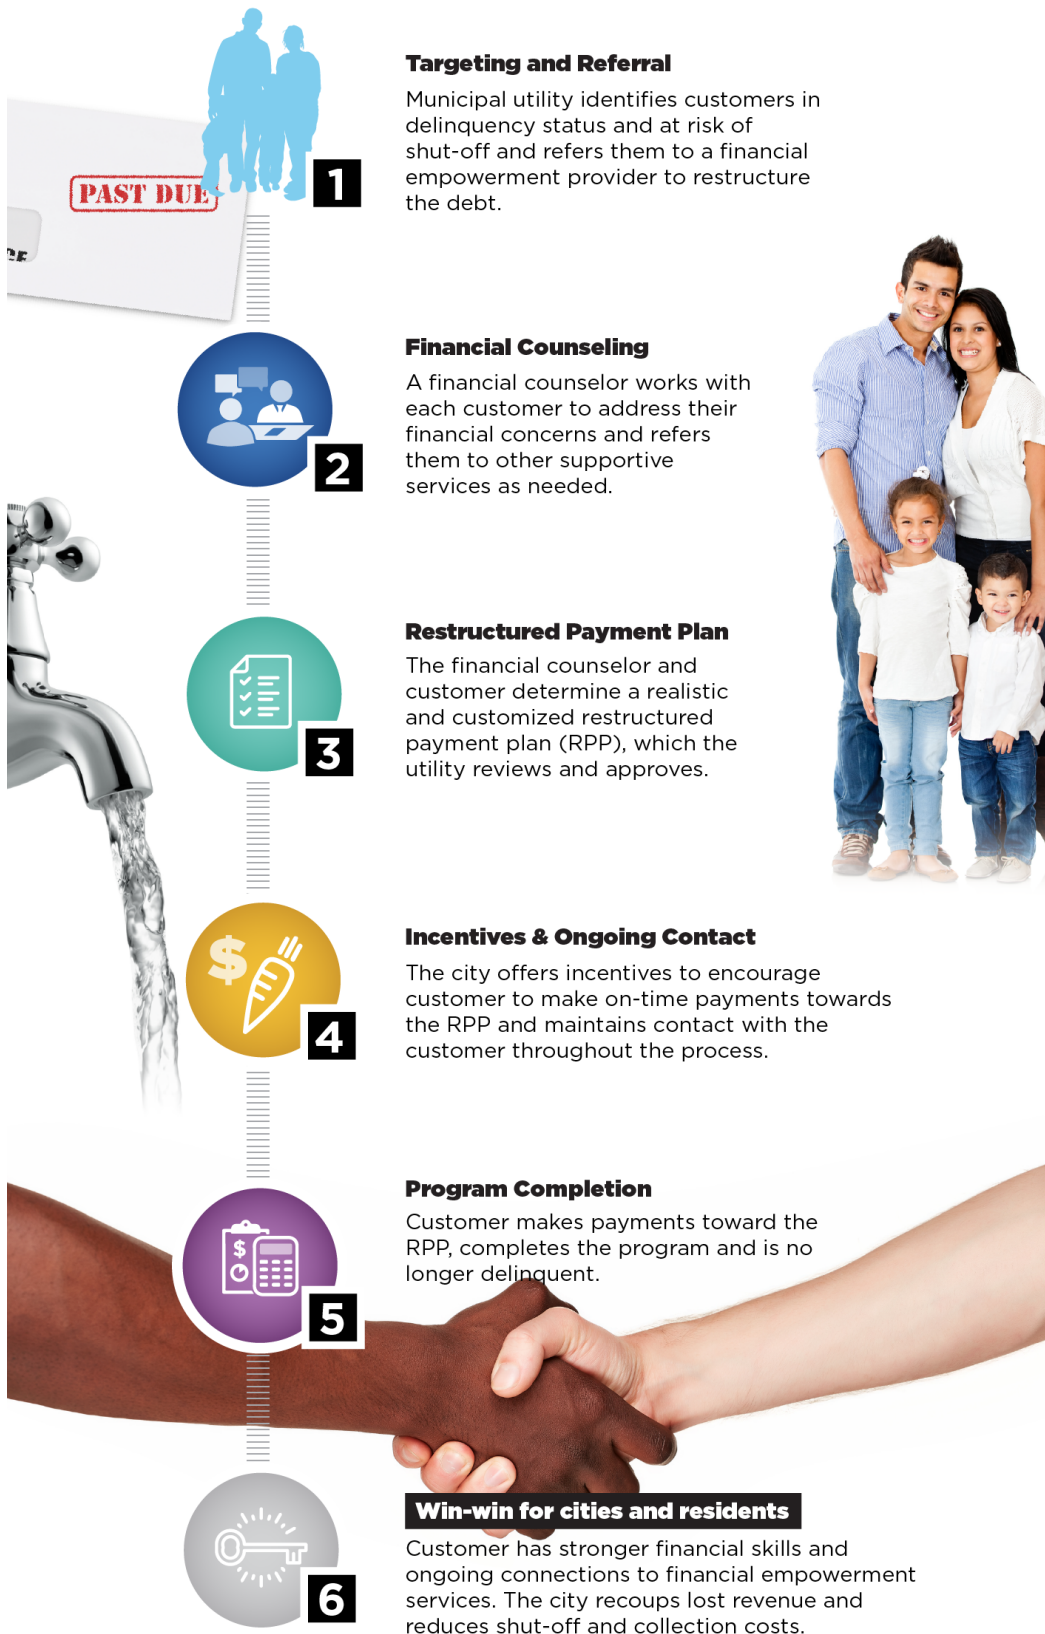 Targeting and Referral
Municipal utility identifies customers in
delinquency status and at risk of
shut-off and refers them to a financial
empowerment provider to restructure
the debt.
PAST DUE
1
Financial Counseling
A financial counselor works with
each customer to address their
financial concerns and refers
them to other supportive
services as needed.
2
Restructured Payment Plan
The financial counselor and
customer determine a realistic
and customized restructured
payment plan (RPP), which the
utility reviews and approves.
3
$
Incentives & Ongoing Contact
The city offers incentives to encourage
customer to make on-time payments towards
the RPP and maintains contact with the
customer throughout the process.
4
Program Completion
Customer makes payments toward the
RPP, completes the program and is no
longer delinquent.
$
5
Win-win for cities and residents
Customer has stronger financial skills and
ongoing connections to financial empowerment
services. The city recoups lost revenue and
reduces shut-off and collection costs.
6